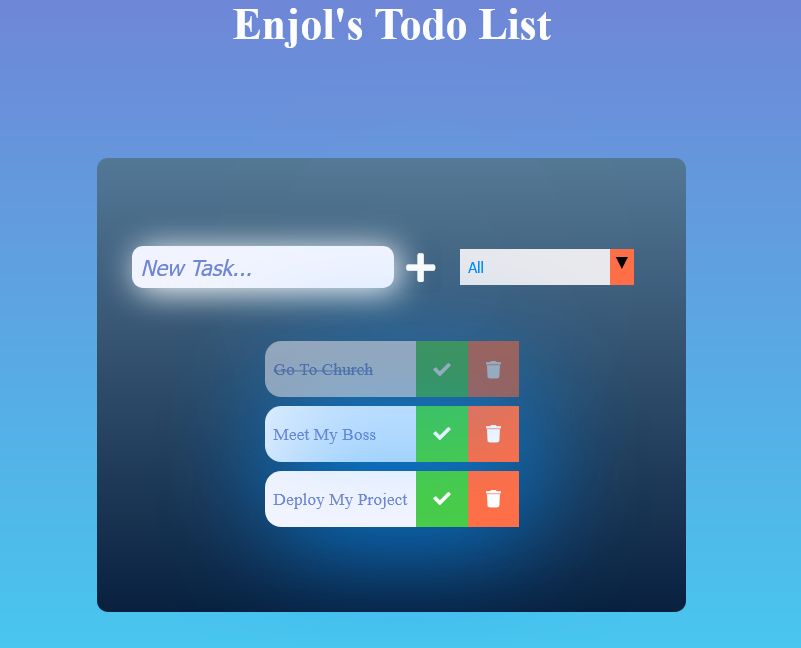 Enjol's Todo List
New Task...
All
Go To Church
Meet My Boss
Deploy My Project